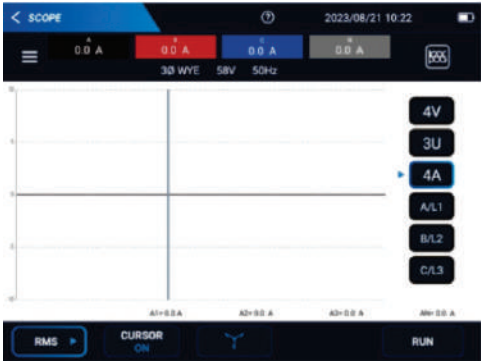 < SCOPE 2023/08/21 10:22
A B C N
0.0 A 0.0 A 0.0 A 0.0 A
3Ø WYE 58V 50Hz
4V
3U
4A
A/L1
B/L2
C/L3
A1=0.0 A A2=0.0 A A3=0.0 A AN=0.0 A
RMS CURSOR RUN
ON